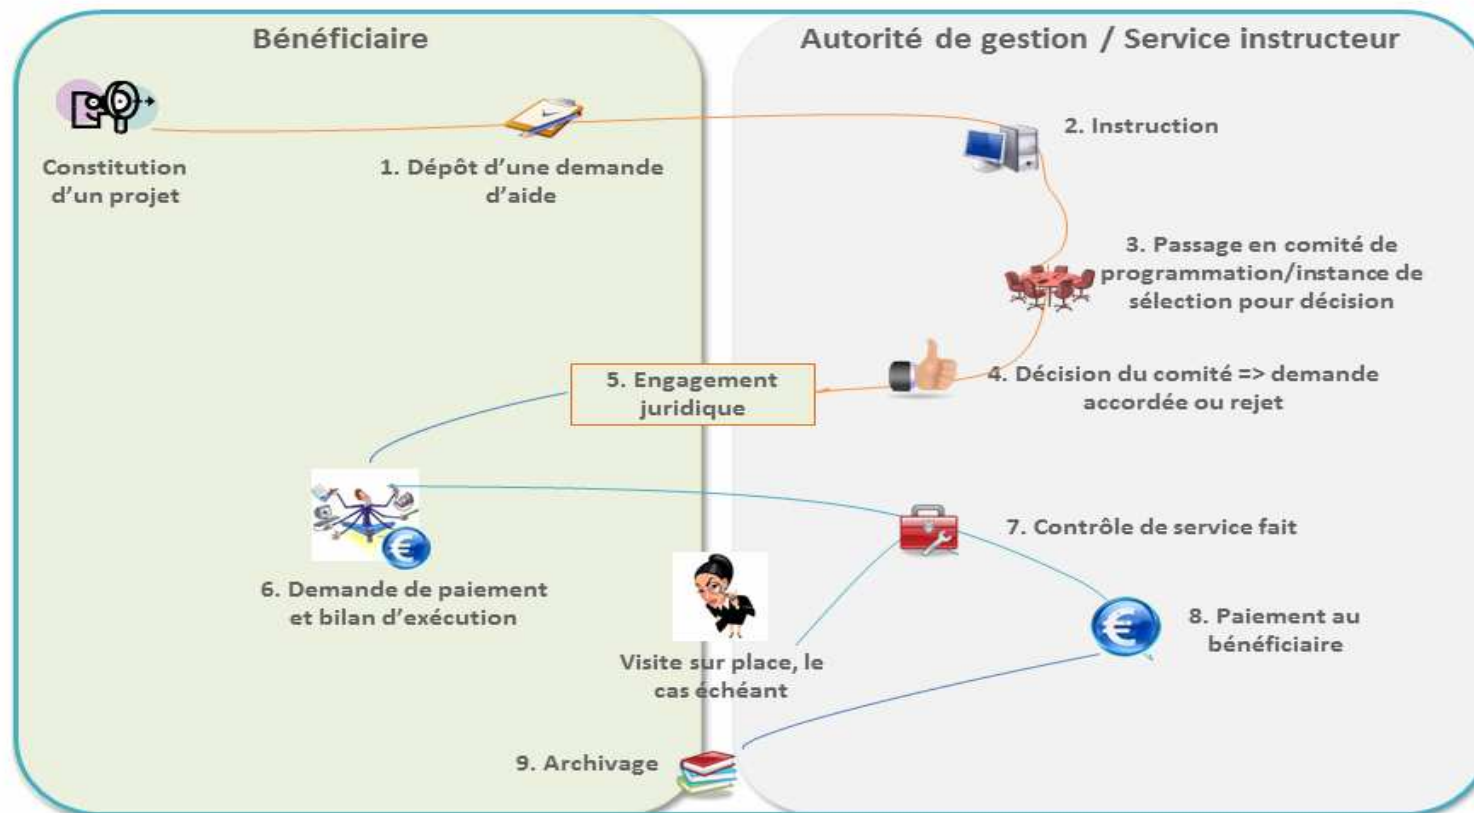 Bénéficiaire
Autorité de gestion / Service instructeur
Constitution
d'un projet
1. Dépôt d'une demande
d'aide
2. Instruction
3. Passage en comité de
programmation/instance de
sélection pour décision
4. Décision du comité => demande
accordée ou rejet
5. Engagement
juridique
6. Demande de paiement
et bilan d'exécution
7. Contrôle de service fait
Visite sur place, le
cas échéant
8. Paiement au
bénéficiaire
9. Archivage